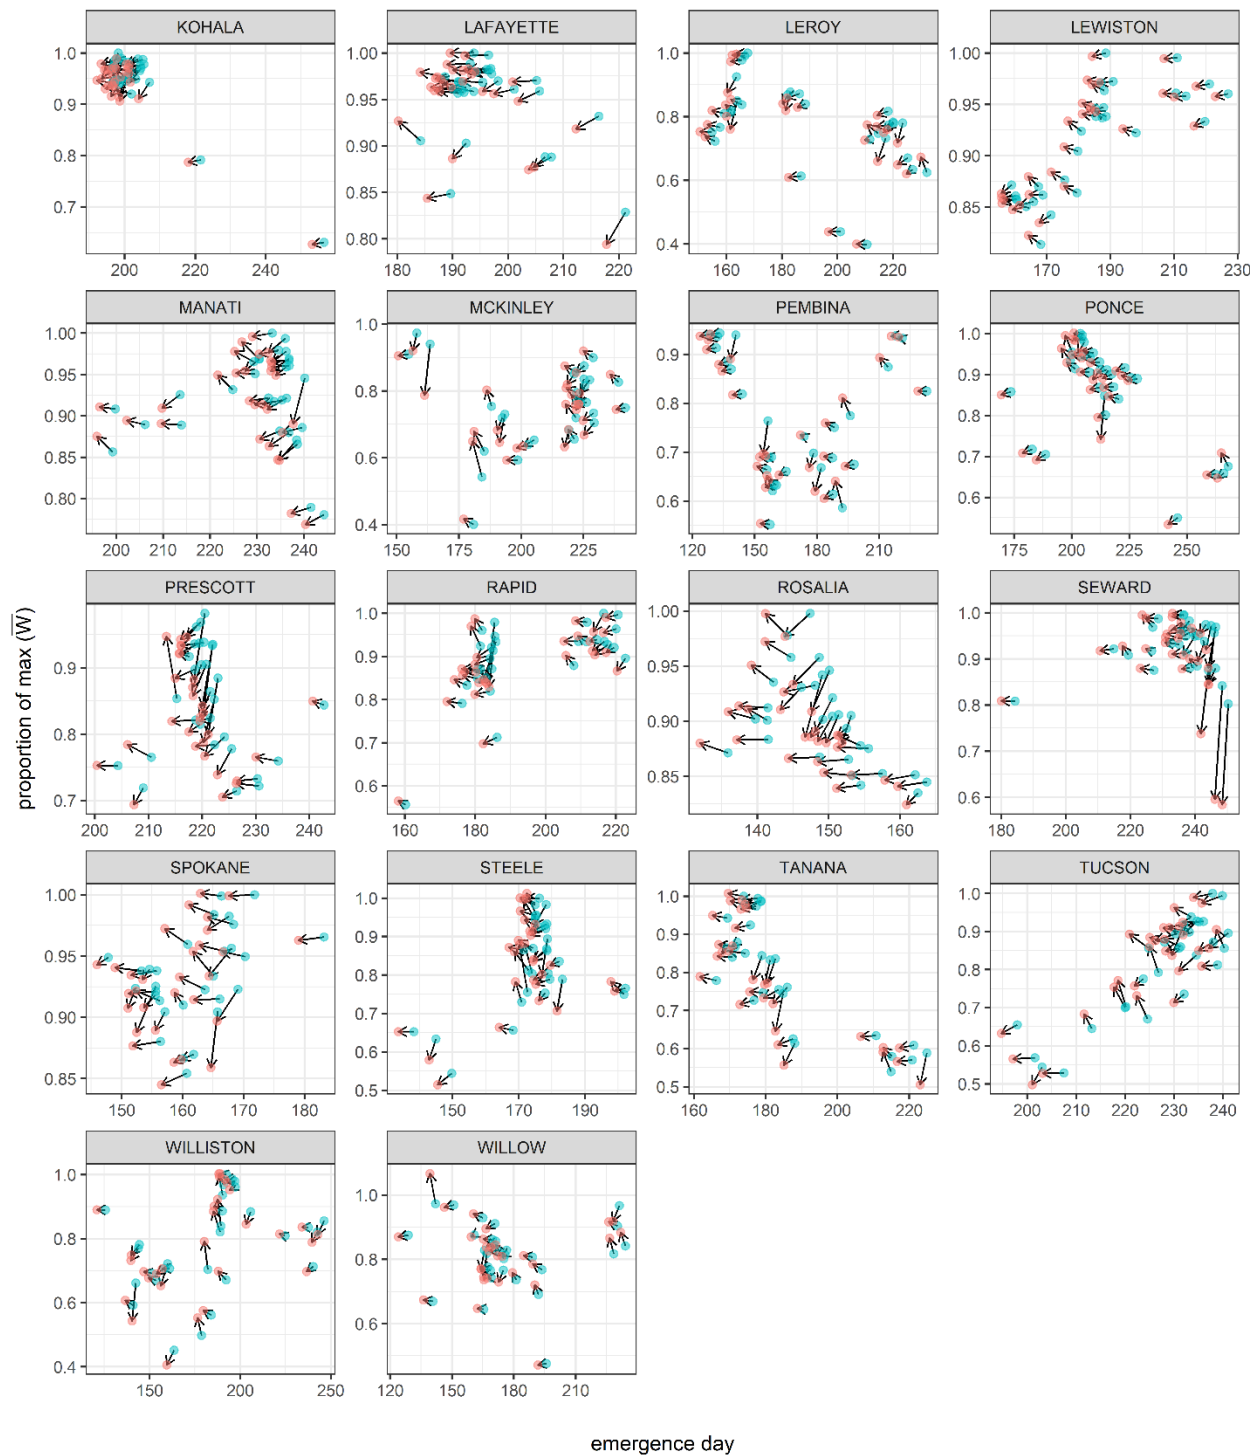 KOHALA LAFAYETTE LEROY LEWISTON
1.0 0.9 0.8 0.7
1.00 0.95 0.90 0.85 0.80
1.0 0.8 0.6 0.4
1.00 0.95 0.90 0.85
200 220 240
180 190 200 210 220
160 180 200 220
170 190 210 230
MANATI MCKINLEY PEMBINA PONCE
1.00 0.95 0.90 0.85 0.80
1.0 0.8 0.6 0.4
0.9 0.8 0.7 0.6
1.0 0.9 0.8 0.7 0.6
200 210 220 230 240
150 175 200 225
120 150 180 210
170 200 225 250
PRESCOTT RAPID ROSALIA SEWARD
0.9 0.8 0.7
1.0 0.9 0.8 0.7 0.6
1.00 0.95 0.90 0.85
1.0 0.9 0.8 0.7 0.6
200 210 220 230 240
160 180 200 220
140 150 160
180 200 220 240
SPOKANE STEELE TANANA TUCSON
1.00 0.95 0.90 0.85
1.0 0.9 0.8 0.7 0.6 0.5
1.0 0.9 0.8 0.7 0.6 0.5
1.0 0.9 0.8 0.7 0.6 0.5
150 160 170 180
150 175 200
160 180 200 220
200 210 220 230 240
WILLISTON WILLOW
1.0 0.8 0.6 0.4
1.0 0.8 0.6
150 200 250
120 150 180 210
proportion of max (W̅)
emergence day